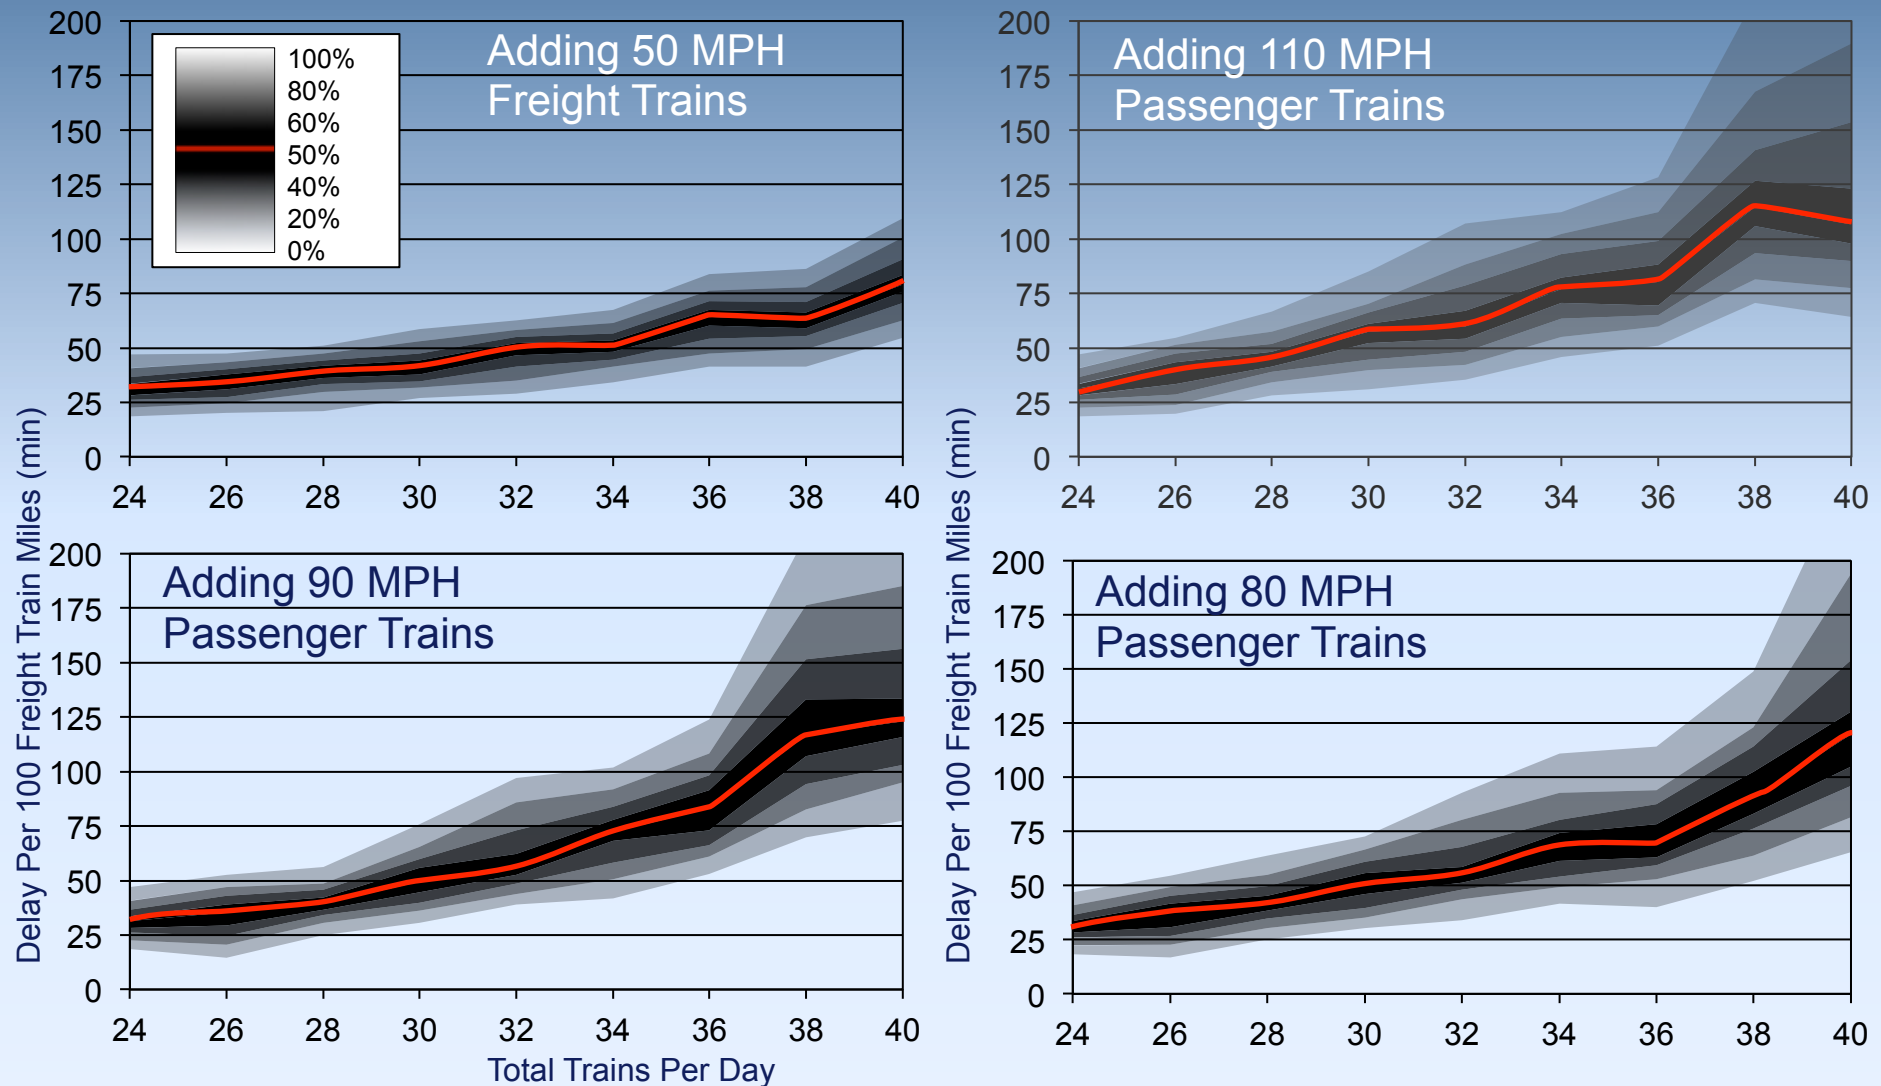 200
175
150
125
100
75
50
25
0
100%
80%
60%
50%
40%
20%
0%
Adding 50 MPH
Freight Trains
24 26 28 30 32 34 36 38 40
200
175
150
125
100
75
50
25
0
Adding 110 MPH
Passenger Trains
24 26 28 30 32 34 36 38 40
Delay Per 100 Freight Train Miles (min)
200
175
150
125
100
75
50
25
0
Adding 90 MPH
Passenger Trains
24 26 28 30 32 34 36 38 40
Total Trains Per Day
Delay Per 100 Freight Train Miles (min)
200
175
150
125
100
75
50
25
0
Adding 80 MPH
Passenger Trains
24 26 28 30 32 34 36 38 40